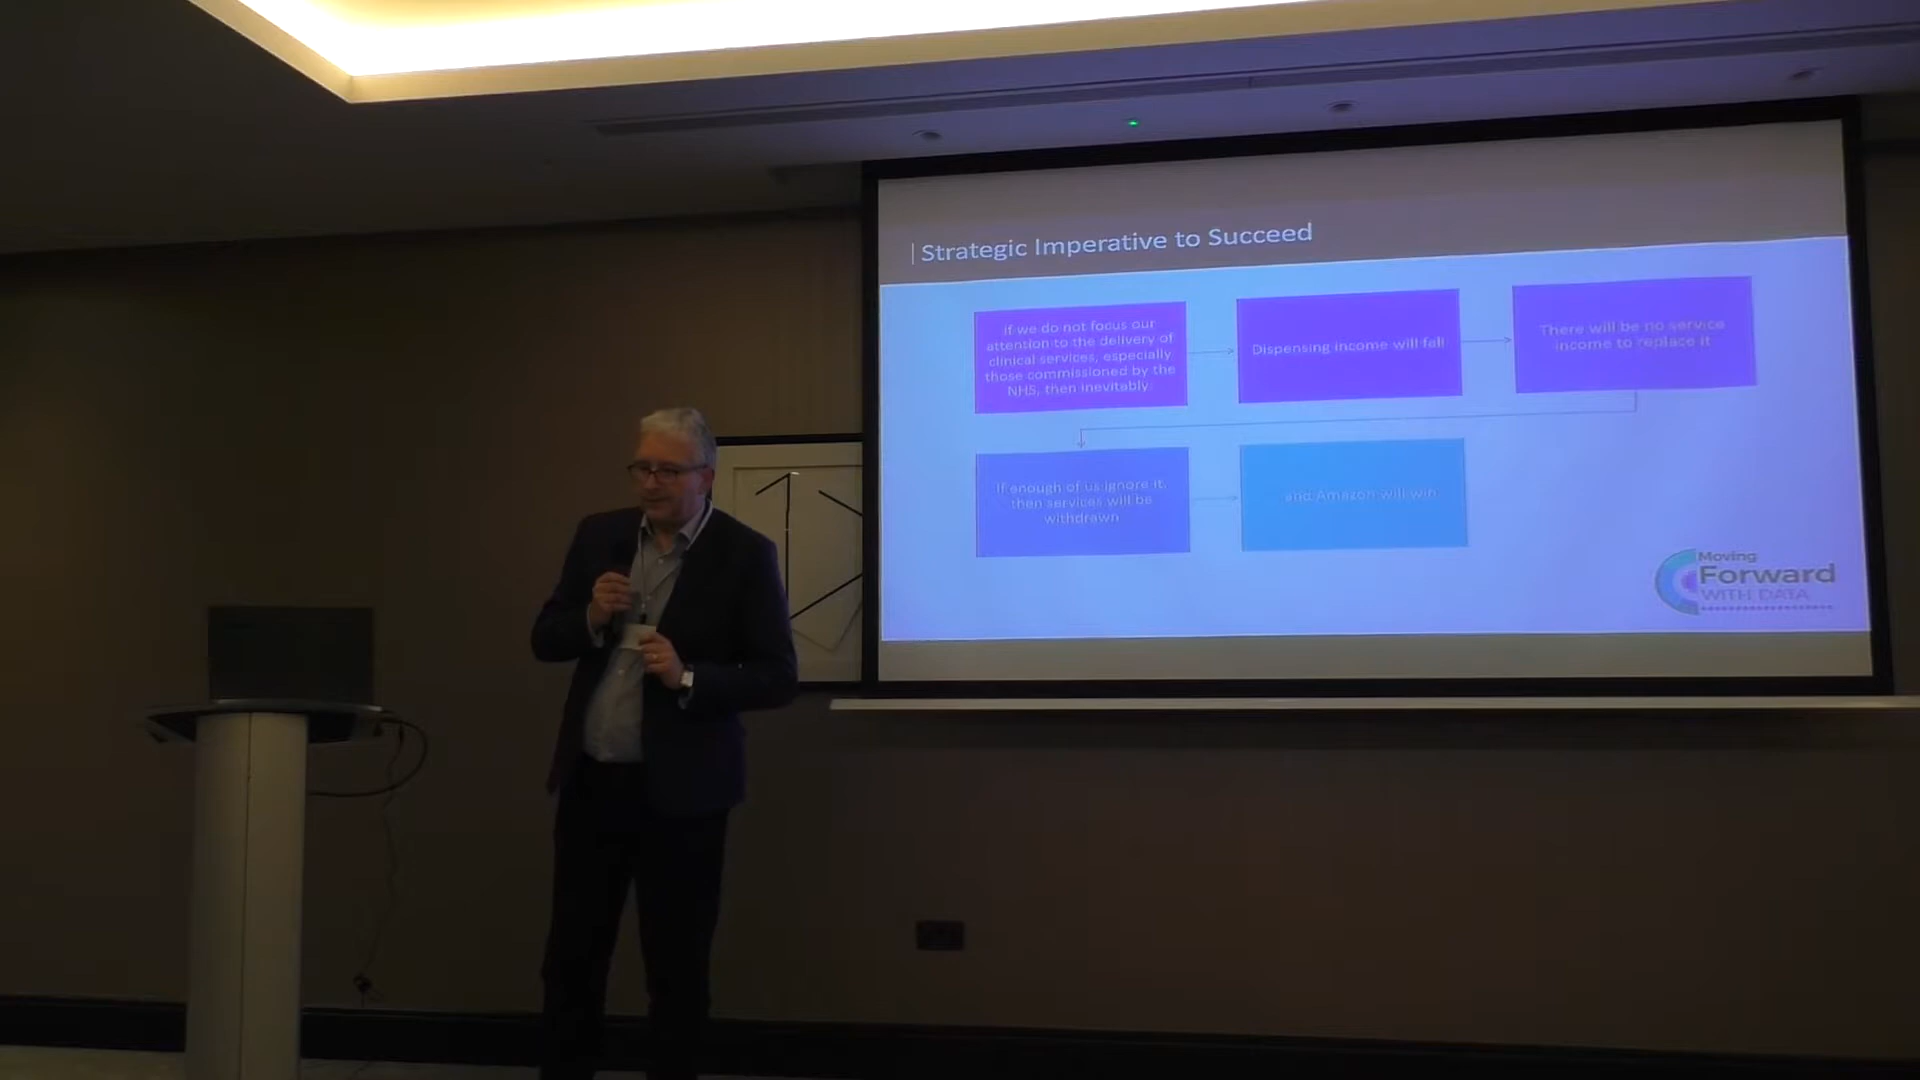 Strategic Imperative to Succeed
If we do not focus our
attention to the delivery of
clinical services, especially
those commissioned by the
NHS, then inevitably:
Dispensing income will fall
There will be no service
income to replace it
If enough of us ignore it,
then services will be
withdrawn
and Amazon will win
Moving
Forward
WITH DATA